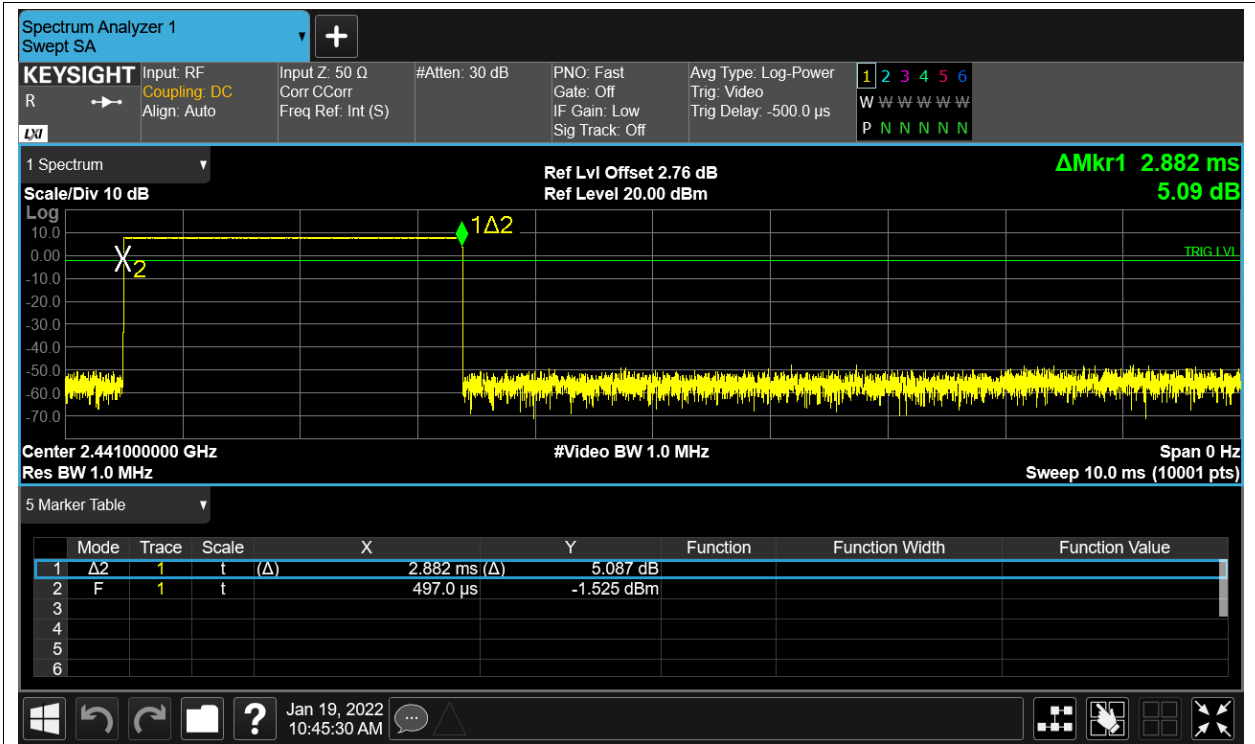 Spectrum Analyzer 1
Swept SA
KEYSIGHT
R
LXI
Input: RF
Coupling: DC
Align: Auto
Input Z: 50 Ω
Corr CCorr
Freq Ref: Int (S)
#Atten: 30 dB
PNO: Fast
Gate: Off
IF Gain: Low
Sig Track: Off
Avg Type: Log-Power
Trig: Video
Trig Delay: -500.0 µs
1 2 3 4 5 6
W W W W W W
P N N N N N
1 Spectrum
Scale/Div 10 dB
Log
Ref Lvl Offset 2.76 dB
Ref Level 20.00 dBm
ΔMkr1 2.882 ms
5.09 dB
10.0
0.00
-10.0
-20.0
-30.0
-40.0
-50.0
-60.0
-70.0
1Δ2
2
TRIG LVL
Center 2.441000000 GHz
#Video BW 1.0 MHz
Span 0 Hz
Res BW 1.0 MHz
Sweep 10.0 ms (10001 pts)
5 Marker Table
Mode Trace Scale X Y Function Function Width Function Value
1 Δ2 1 t (Δ) 2.882 ms (Δ) 5.087 dB
2 F 1 t 497.0 µs -1.525 dBm
3
4
5
6
?
Jan 19, 2022
10:45:30 AM